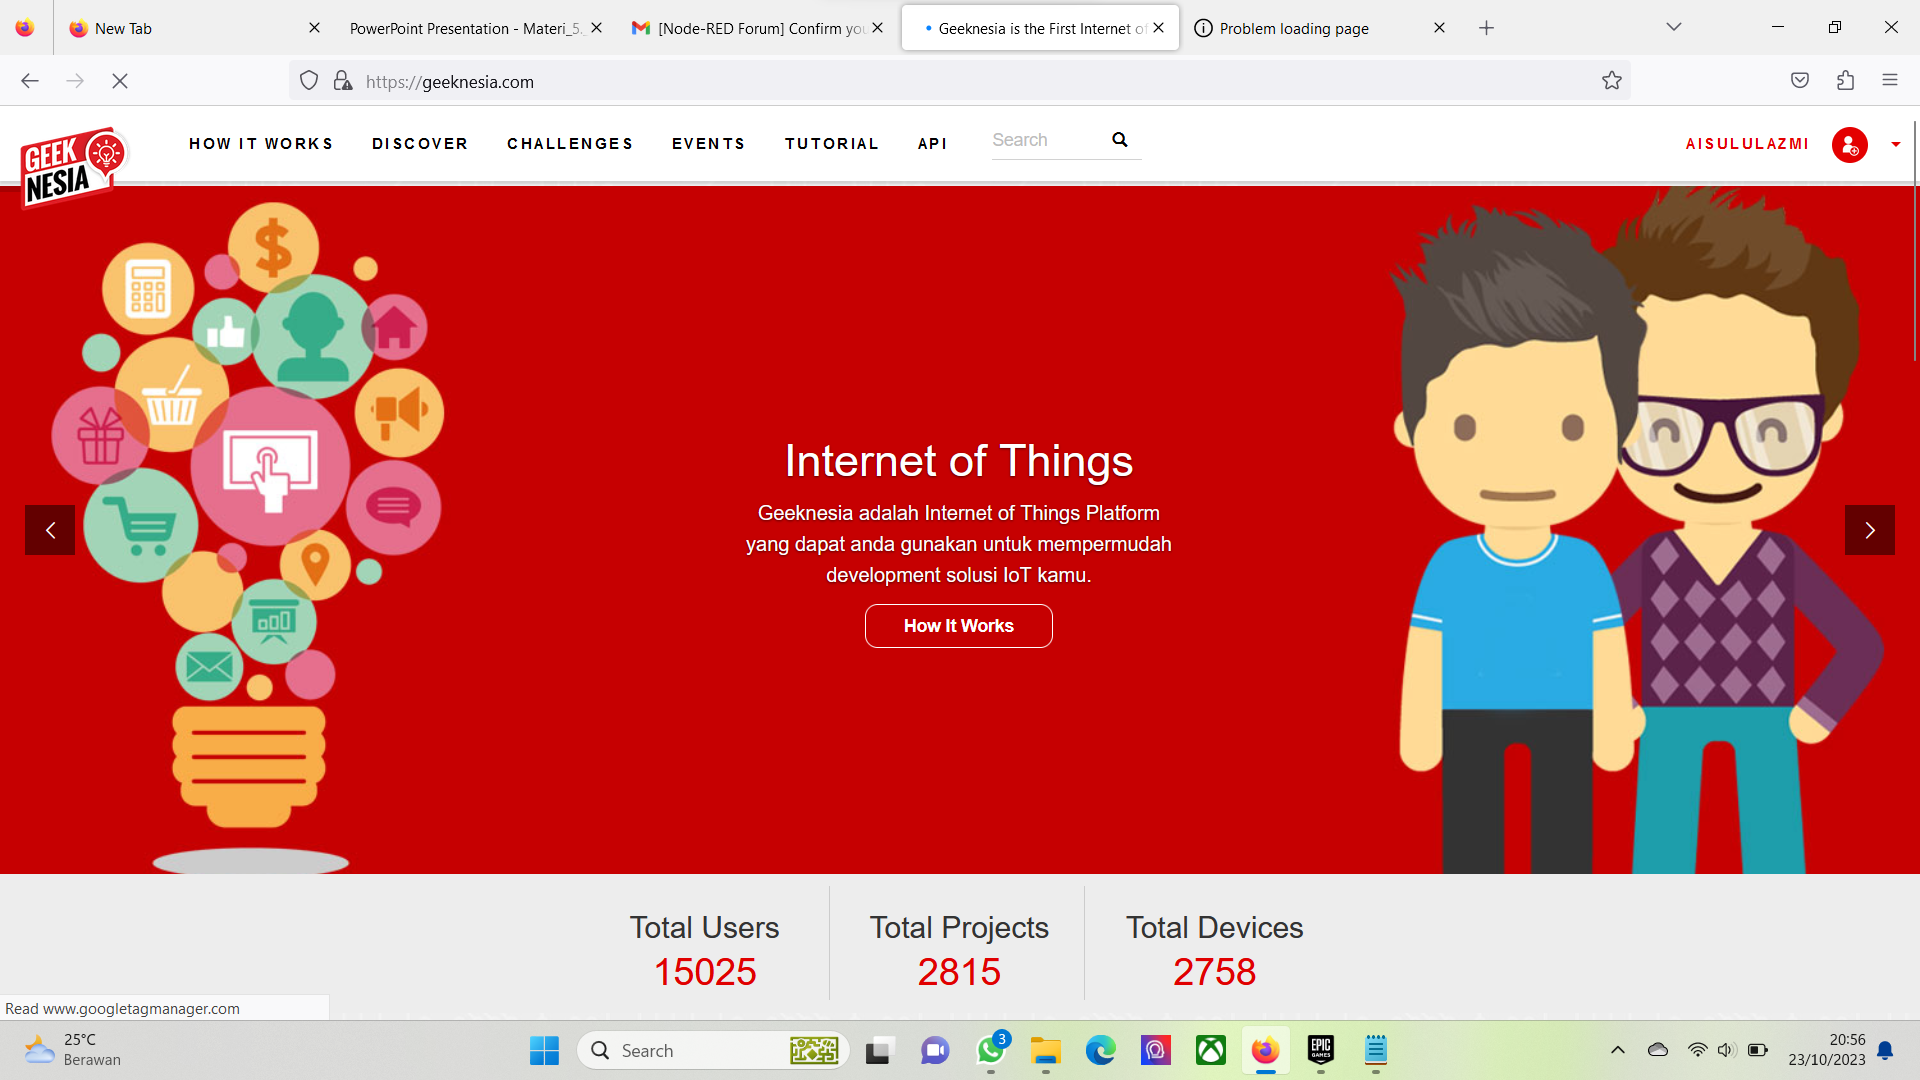 New Tab
PowerPoint Presentation - Materi_5.
[Node-RED Forum] Confirm you
Geeknesia is the First Internet of
Problem loading page
https://geeknesia.com
GEEK
NESIA
HOW IT WORKS
DISCOVER
CHALLENGES
EVENTS
TUTORIAL
API
Search
AISULULAZMI
Internet of Things
Geeknesia adalah Internet of Things Platform
yang dapat anda gunakan untuk mempermudah
development solusi IoT kamu.
How It Works
Total Users
15025
Total Projects
2815
Total Devices
2758
Read www.googletagmanager.com
25°C
Berawan
Search
3
EPIC
GAMES
20:56
23/10/2023